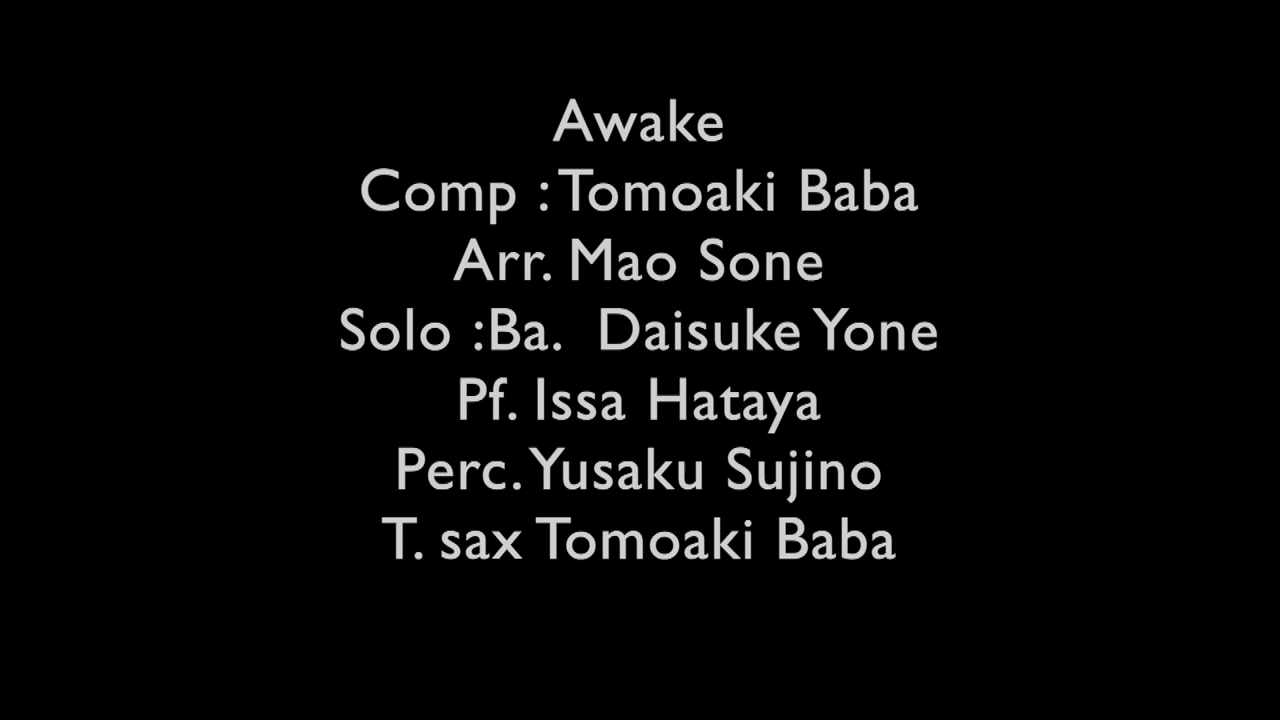 Awake
Comp : Tomoaki Baba
Arr. Mao Sone
Solo :Ba.  Daisuke Yone
Pf. Issa Hataya
Perc. Yusaku Sujino
T. sax Tomoaki Baba